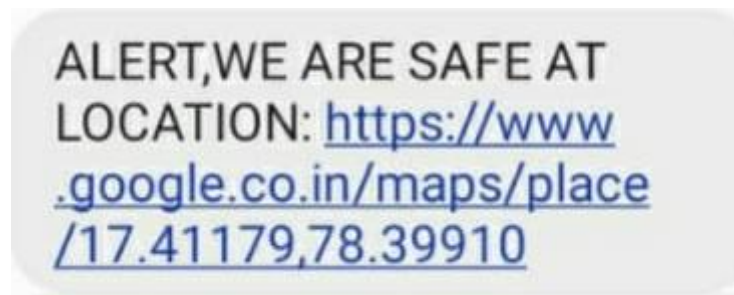 ALERT,WE ARE SAFE AT
LOCATION: https://www
.google.co.in/maps/place
/17.41179,78.39910